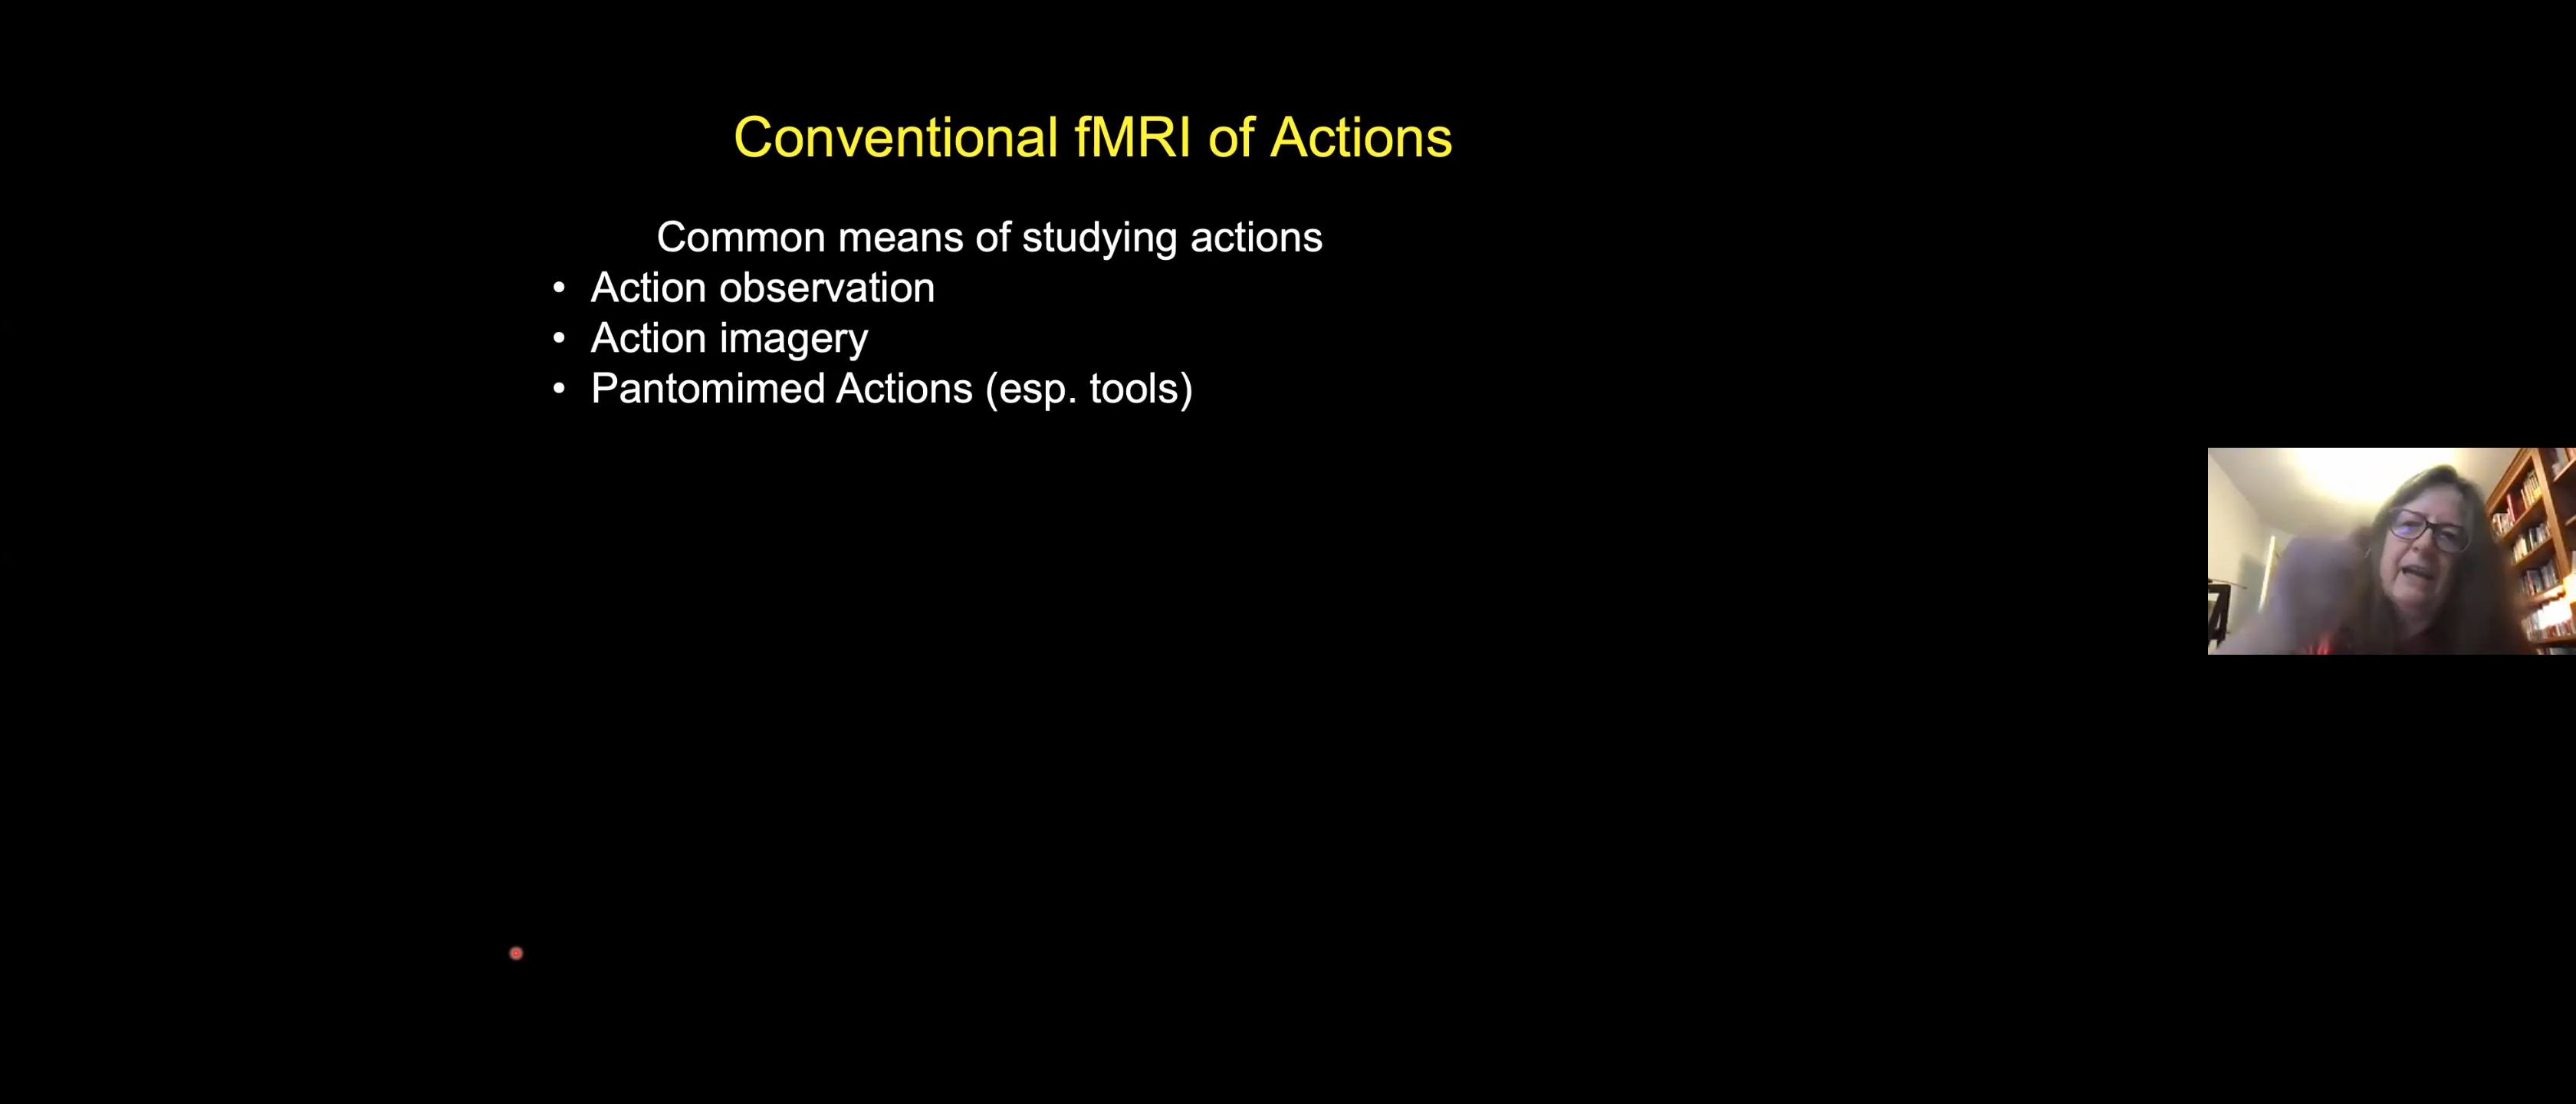 Conventional fMRI of Actions
Common means of studying actions
• Action observation
• Action imagery
• Pantomimed Actions (esp. tools)